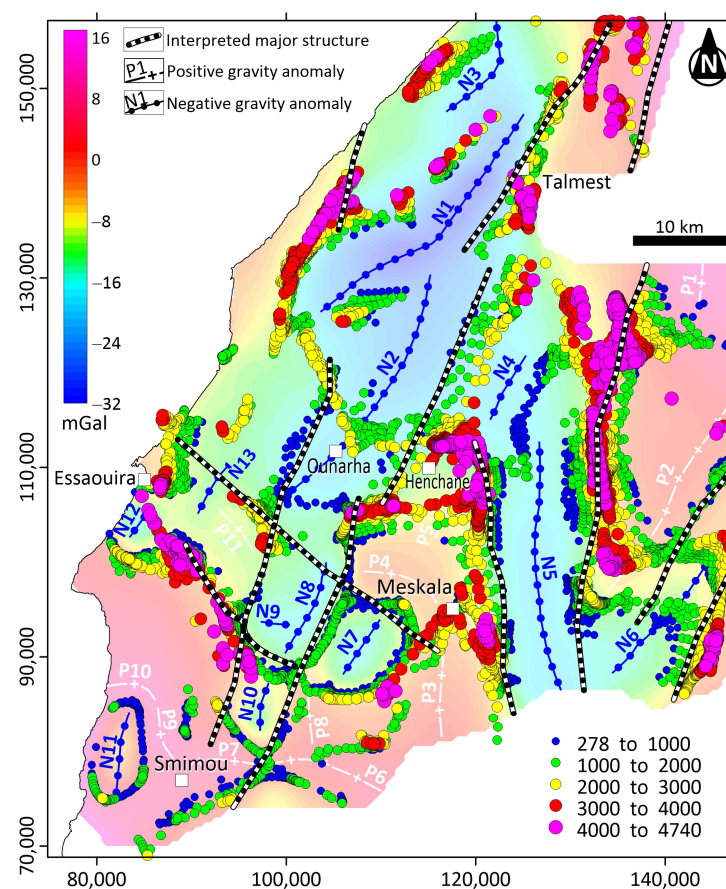 16
8
0
−8
−16
−24
−32
mGal
Interpreted major structure
P1
Positive gravity anomaly
N1
Negative gravity anomaly
N
N3
Talmest
N1
10 km
P1
N2
N4
P2
Essaouira
N13
Ounarha
Henchane
N12
P11
P5
P4
N5
Meskala
N8
N9
N7
N6
P10
P9
N10
P8
P3
N11
P7
P6
Smimou
278 to 1000
1000 to 2000
2000 to 3000
3000 to 4000
4000 to 4740
150,000
130,000
110,000
90,000
70,000
80,000
100,000
120,000
140,000